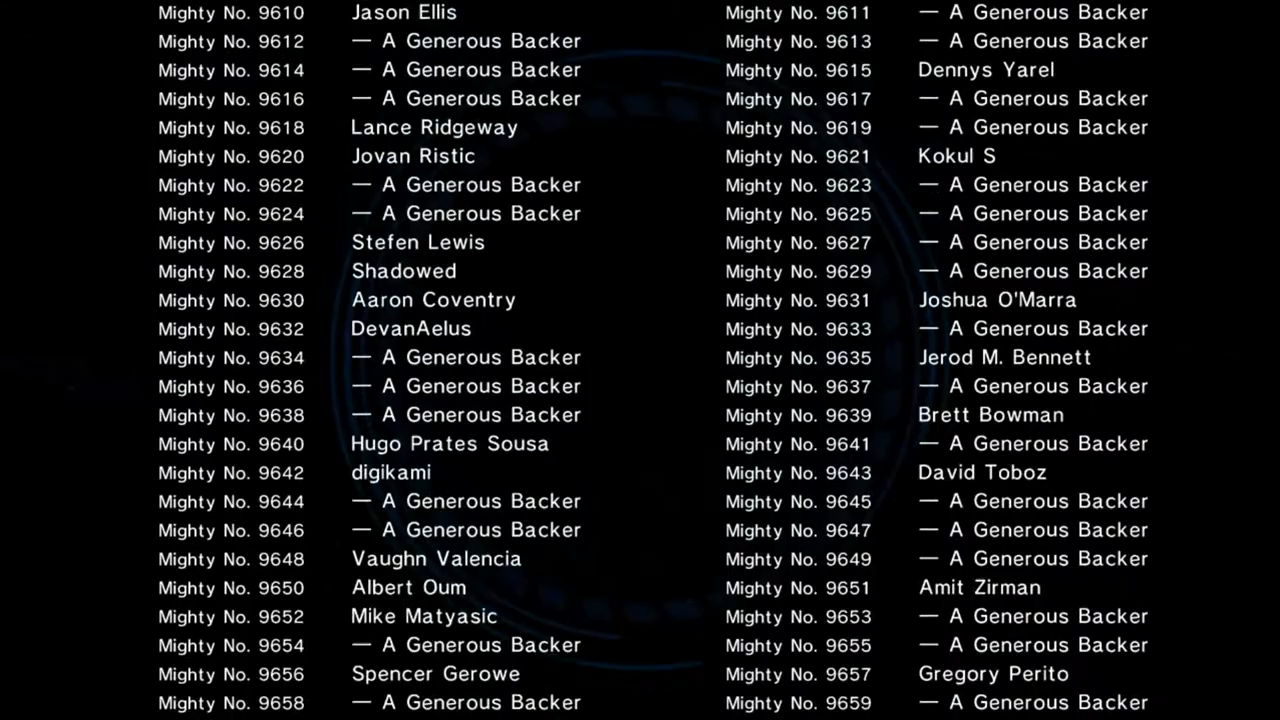 Mighty No. 9610 Jason Ellis Mighty No. 9611 — A Generous Backer
Mighty No. 9612 — A Generous Backer Mighty No. 9613 — A Generous Backer
Mighty No. 9614 — A Generous Backer Mighty No. 9615 Dennys Yarel
Mighty No. 9616 — A Generous Backer Mighty No. 9617 — A Generous Backer
Mighty No. 9618 Lance Ridgeway Mighty No. 9619 — A Generous Backer
Mighty No. 9620 Jovan Ristic Mighty No. 9621 Kokul S
Mighty No. 9622 — A Generous Backer Mighty No. 9623 — A Generous Backer
Mighty No. 9624 — A Generous Backer Mighty No. 9625 — A Generous Backer
Mighty No. 9626 Stefen Lewis Mighty No. 9627 — A Generous Backer
Mighty No. 9628 Shadowed Mighty No. 9629 — A Generous Backer
Mighty No. 9630 Aaron Coventry Mighty No. 9631 Joshua O'Marra
Mighty No. 9632 DevanAelus Mighty No. 9633 — A Generous Backer
Mighty No. 9634 — A Generous Backer Mighty No. 9635 Jerod M. Bennett
Mighty No. 9636 — A Generous Backer Mighty No. 9637 — A Generous Backer
Mighty No. 9638 — A Generous Backer Mighty No. 9639 Brett Bowman
Mighty No. 9640 Hugo Prates Sousa Mighty No. 9641 — A Generous Backer
Mighty No. 9642 digikami Mighty No. 9643 David Toboz
Mighty No. 9644 — A Generous Backer Mighty No. 9645 — A Generous Backer
Mighty No. 9646 — A Generous Backer Mighty No. 9647 — A Generous Backer
Mighty No. 9648 Vaughn Valencia Mighty No. 9649 — A Generous Backer
Mighty No. 9650 Albert Oum Mighty No. 9651 Amit Zirman
Mighty No. 9652 Mike Matyasic Mighty No. 9653 — A Generous Backer
Mighty No. 9654 — A Generous Backer Mighty No. 9655 — A Generous Backer
Mighty No. 9656 Spencer Gerowe Mighty No. 9657 Gregory Perito
Mighty No. 9658 — A Generous Backer Mighty No. 9659 — A Generous Backer